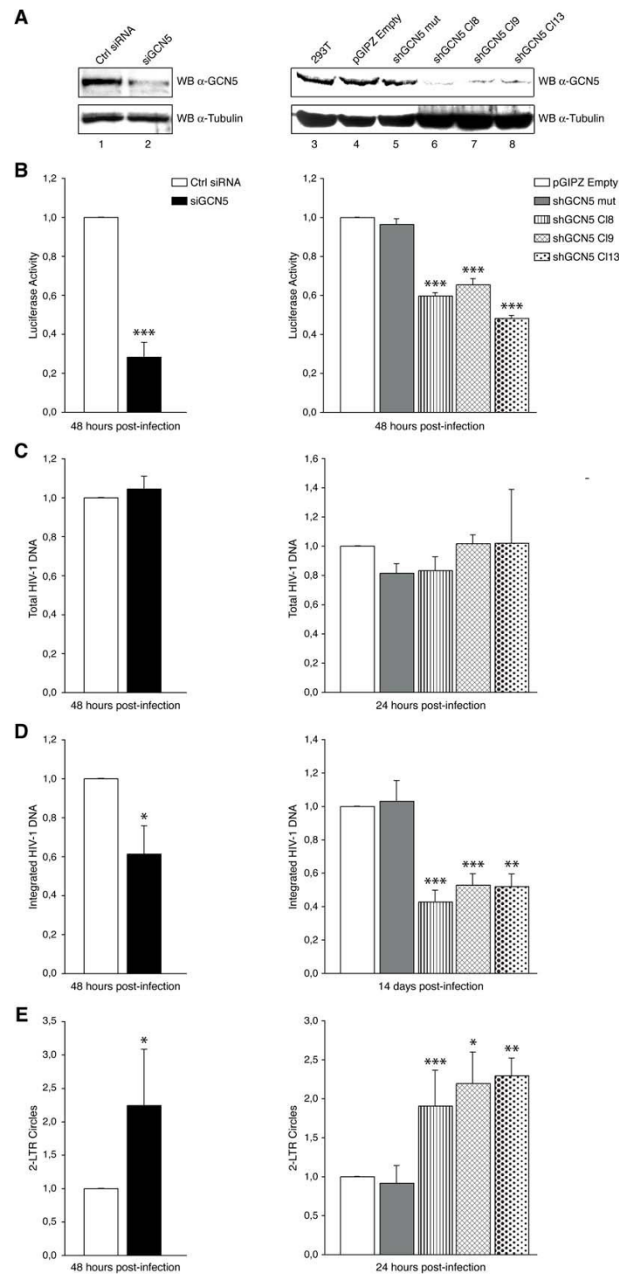 A
Ctrl siRNA
siGCN5
WB α-GCN5
WB α-Tubulin
1 2
293T
pGIPZ Empty
shGCN5 mut
shGCN5 Cl8
shGCN5 Cl9
shGCN5 Cl13
WB α-GCN5
WB α-Tubulin
3 4 5 6 7 8
B
Ctrl siRNA
siGCN5
Luciferase Activity
1,2
1,0
0,8
0,6
0,4
0,2
0,0
***
48 hours post-infection
pGIPZ Empty
shGCN5 mut
shGCN5 Cl8
shGCN5 Cl9
shGCN5 Cl13
Luciferase Activity
1,2
1,0
0,8
0,6
0,4
0,2
0,0
***
***
***
48 hours post-infection
C
Total HIV-1 DNA
1,2
1,0
0,8
0,6
0,4
0,2
0,0
48 hours post-infection
Total HIV-1 DNA
1,6
1,4
1,2
1,0
0,8
0,6
0,4
0,2
0,0
24 hours post-infection
-
D
Integrated HIV-1 DNA
1,2
1,0
0,8
0,6
0,4
0,2
0,0
*
48 hours post-infection
Integrated HIV-1 DNA
1,4
1,2
1,0
0,8
0,6
0,4
0,2
0,0
***
***
**
14 days post-infection
E
2-LTR Circles
3,5
3,0
2,5
2,0
1,5
1,0
0,5
0,0
*
48 hours post-infection
2-LTR Circles
3,0
2,5
2,0
1,5
1,0
0,5
0,0
***
*
**
24 hours post-infection